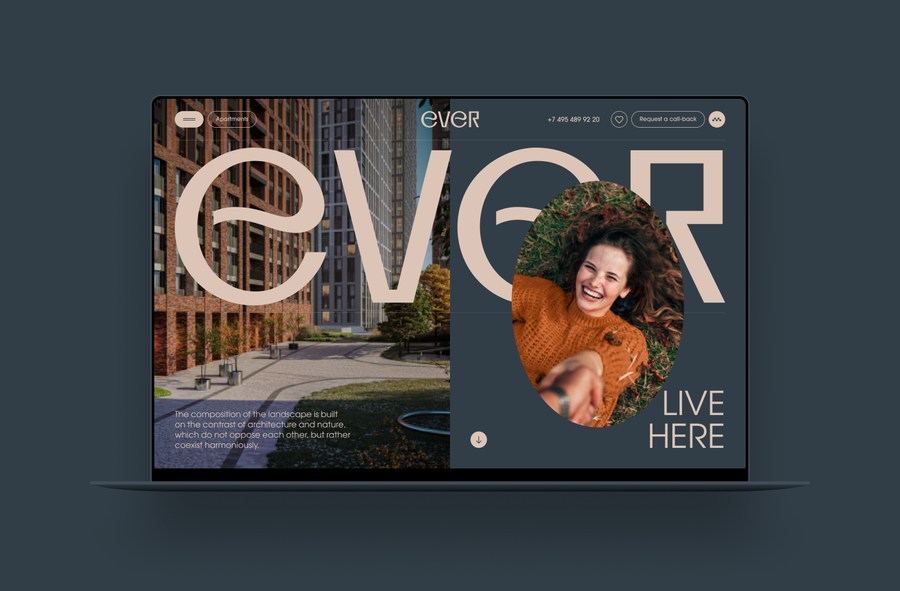 Apartments
ever
+7 495 489 92 20
Request a call-back
ever
The composition of the landscape is built
on the contrast of architecture and nature,
which do not oppose each other, but rather
coexist harmoniously.
LIVE
HERE